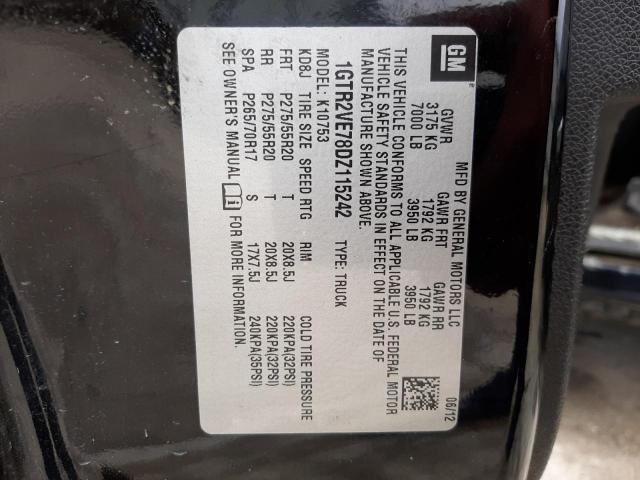 GM
MFD BY GENERAL MOTORS LLC 06/12
GVWR GAWR FRT GAWR RR
3175 KG 1792 KG 1792 KG
7000 LB 3950 LB 3950 LB
THIS VEHICLE CONFORMS TO ALL APPLICABLE U.S. FEDERAL MOTOR
VEHICLE SAFETY STANDARDS IN EFFECT ON THE DATE OF
MANUFACTURE SHOWN ABOVE.
1GTR2VE78DZ115242 TYPE: TRUCK
MODEL: K10753
KD8J TIRE SIZE SPEED RTG RIM COLD TIRE PRESSURE
FRT P275/55R20 T 20X8.5J 220KPA(32PSI)
RR P275/55R20 T 20X8.5J 220KPA(32PSI)
SPA P265/70R17 S 17X7.5J 240KPA(35PSI)
SEE OWNER'S MANUAL i FOR MORE INFORMATION.